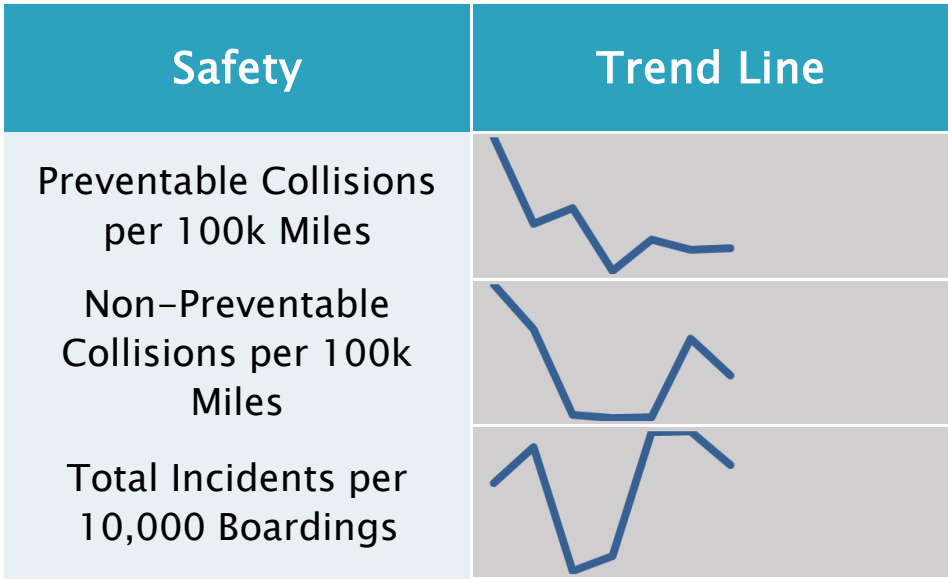 Safety
Trend Line
Preventable Collisions
per 100k Miles
Non-Preventable
Collisions per 100k
Miles
Total Incidents per
10,000 Boardings